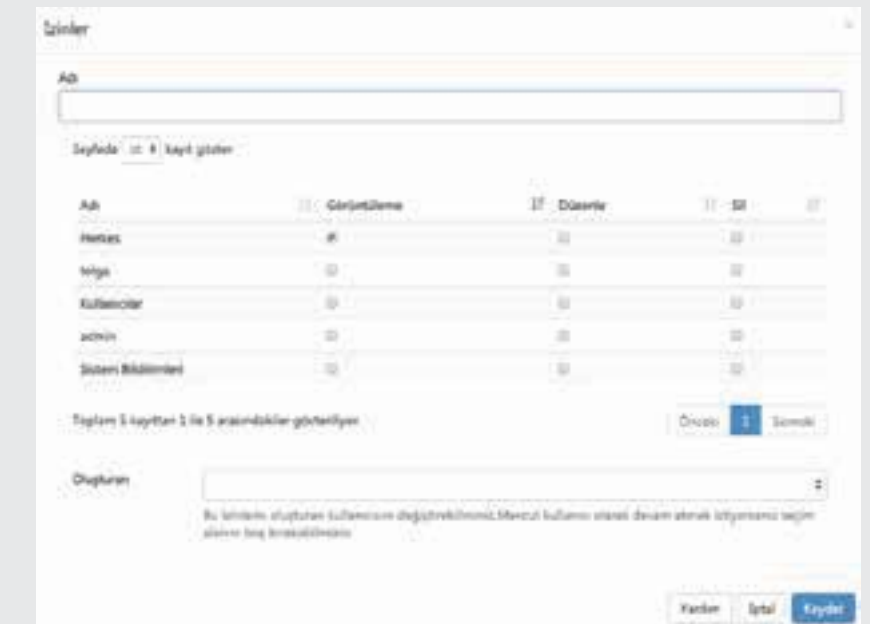 İzinler
Adı
Sayfada 10 kayıt göster
Adı Görüntüleme Düzenle Sil
Herkes
tolga
Kullanıcılar
admin
Sistem Bildirimleri
Toplam 5 kayıttan 1 ile 5 arasındakiler gösteriliyor
Önceki 1 Sonraki
Oluşturan
Bu birimlerin oluşturan kullanıcısını değiştirebilirsiniz.Mevcut kullanıcı olarak devam etmek istiyorsanız seçim
alanını boş bırakabilirsiniz
Yardım İptal Kaydet